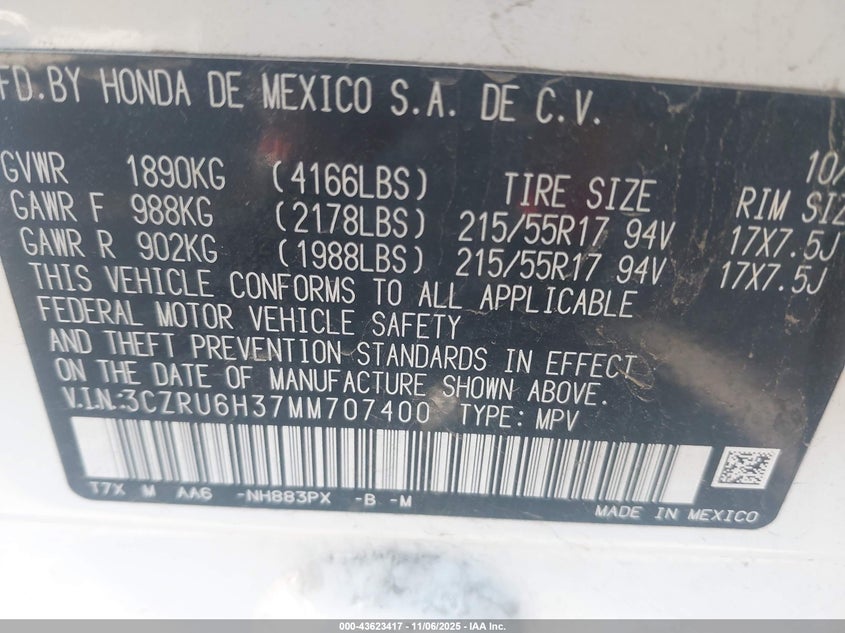 FD. BY HONDA DE MEXICO S.A. DE C.V.
10/
GVWR 1890KG (4166LBS) TIRE SIZE RIM SIZ
GAWR F 988KG (2178LBS) 215/55R17 94V 17X7.5J
GAWR R 902KG (1988LBS) 215/55R17 94V 17X7.5J
THIS VEHICLE CONFORMS TO ALL APPLICABLE
FEDERAL MOTOR VEHICLE SAFETY
AND THEFT PREVENTION STANDARDS IN EFFECT
ON THE DATE OF MANUFACTURE SHOWN ABOVE.
V.I.N:3CZRU6H37MM707400 TYPE: MPV
T7X M AA6 -NH883PX -B -M
MADE IN MEXICO
000-43623417 - 11/06/2025 - IAA Inc.